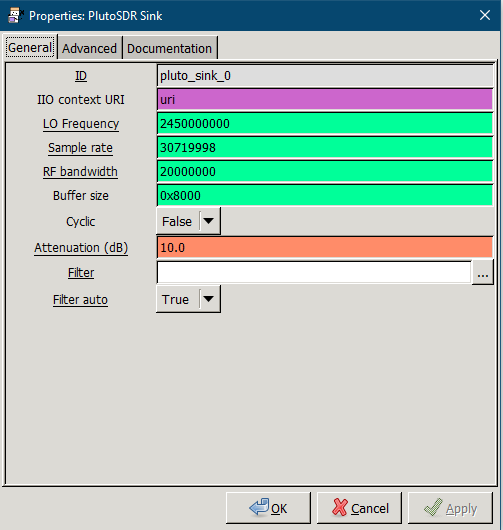 Properties: PlutoSDR Sink
General Advanced Documentation
ID pluto_sink_0
IIO context URI uri
LO Frequency 2450000000
Sample rate 30719998
RF bandwidth 20000000
Buffer size 0x8000
Cyclic False
Attenuation (dB) 10.0
Filter ...
Filter auto True
OK Cancel Apply